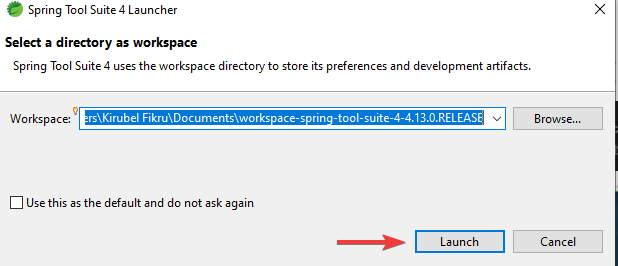 Spring Tool Suite 4 Launcher
Select a directory as workspace
Spring Tool Suite 4 uses the workspace directory to store its preferences and development artifacts.
Workspace: ers\Kirubel Fikru\Documents\workspace-spring-tool-suite-4-4.13.0.RELEASE Browse...
Use this as the default and do not ask again
Launch Cancel